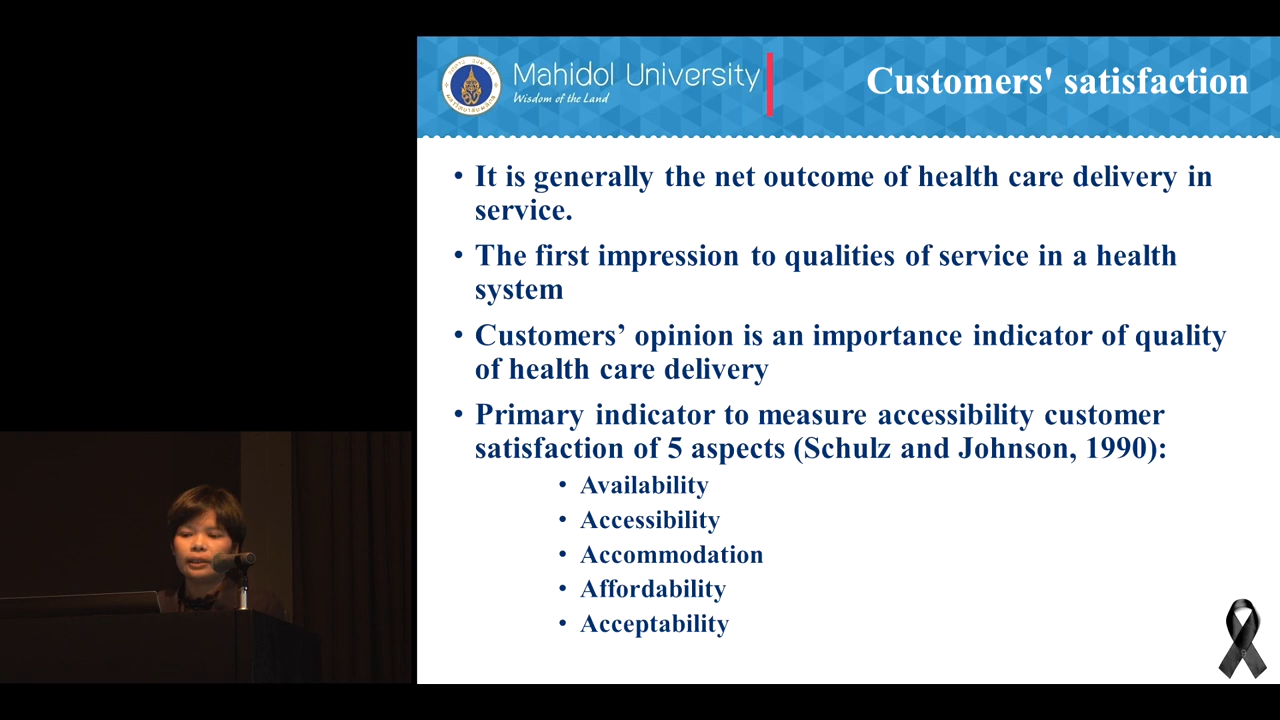 Mahidol University
Wisdom of the Land
Customers' satisfaction
• It is generally the net outcome of health care delivery in
service.
• The first impression to qualities of service in a health
system
• Customers’ opinion is an importance indicator of quality
of health care delivery
• Primary indicator to measure accessibility customer
satisfaction of 5 aspects (Schulz and Johnson, 1990):
• Availability
• Accessibility
• Accommodation
• Affordability
• Acceptability